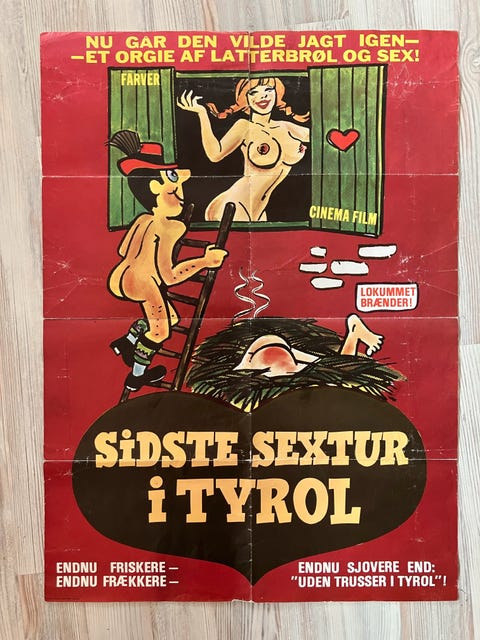 NU GÅR DEN VILDE JAGT IGEN—
—ET ORGIE AF LATTERBRØL OG SEX!
FARVER
CINEMA FILM
LOKUMMET
BRÆNDER!
SIDSTE SEXTUR
i TYROL
ENDNU FRISKERE —
ENDNU FRÆKKERE —
ENDNU SJOVERE END:
"UDEN TRUSSER I TYROL"!